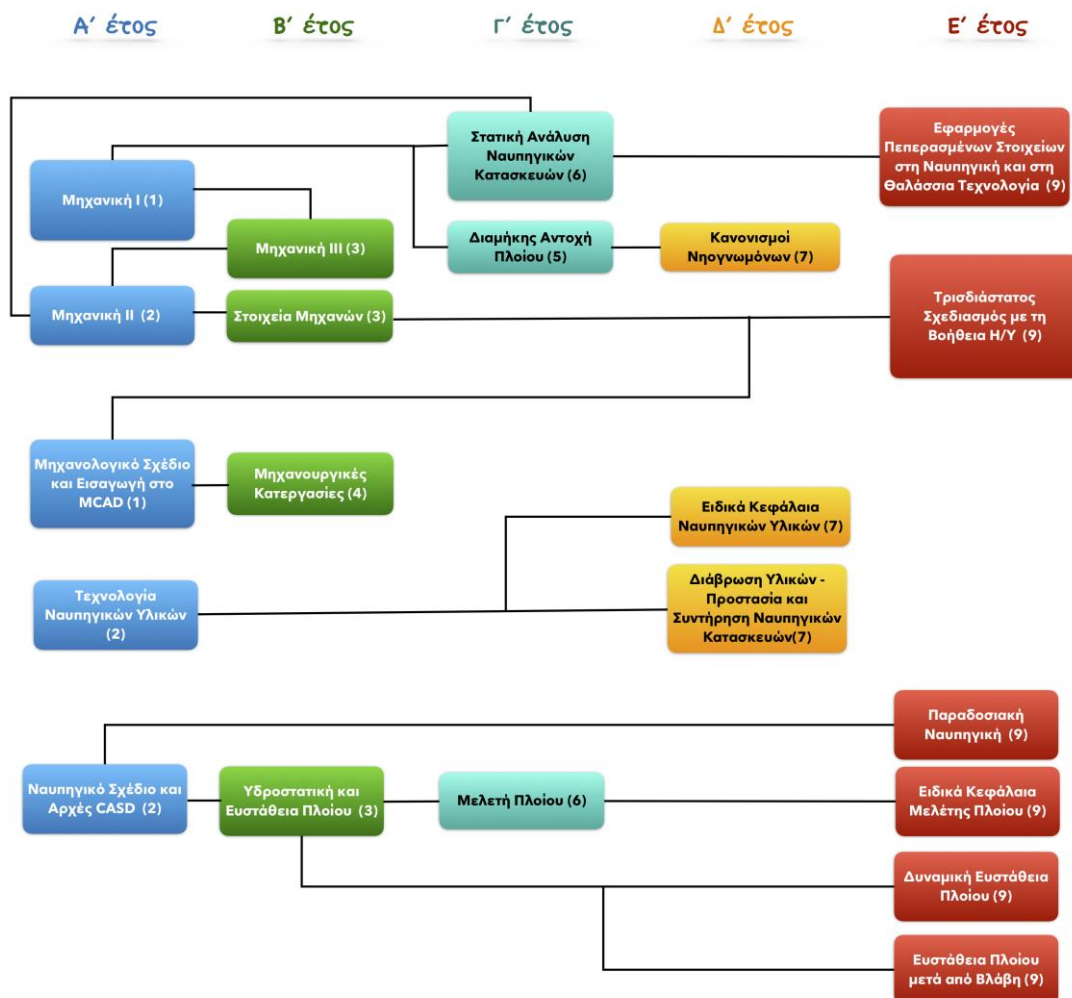 Α' έτος
Β' έτος
Γ' έτος
Δ' έτος
Ε' έτος
Στατική Ανάλυση
Ναυπηγικών
Κατασκευών (6)
Εφαρμογές
Πεπερασμένων Στοιχείων
στη Ναυπηγική και στη
Θαλάσσια Τεχνολογία (9)
Μηχανική Ι (1)
Μηχανική ΙΙΙ (3)
Διαμήκης Αντοχή
Πλοίου (5)
Κανονισμοί
Νηογνωμόνων (7)
Μηχανική ΙΙ (2)
Στοιχεία Μηχανών (3)
Τρισδιάστατος
Σχεδιασμός με τη
Βοήθεια Η/Υ (9)
Μηχανολογικό Σχέδιο
και Εισαγωγή στο
MCAD (1)
Μηχανουργικές
Κατεργασίες (4)
Ειδικά Κεφάλαια
Ναυπηγικών Υλικών (7)
Τεχνολογία
Ναυπηγικών Υλικών
(2)
Διάβρωση Υλικών -
Προστασία και
Συντήρηση Ναυπηγικών
Κατασκευών(7)
Παραδοσιακή
Ναυπηγική (9)
Ναυπηγικό Σχέδιο και
Αρχές CASD (2)
Υδροστατική και
Ευστάθεια Πλοίου (3)
Μελετή Πλοίου (6)
Ειδικά Κεφάλαια
Μελέτης Πλοίου (9)
Δυναμική Ευστάθεια
Πλοίου (9)
Ευστάθεια Πλοίου
μετά από Βλάβη (9)